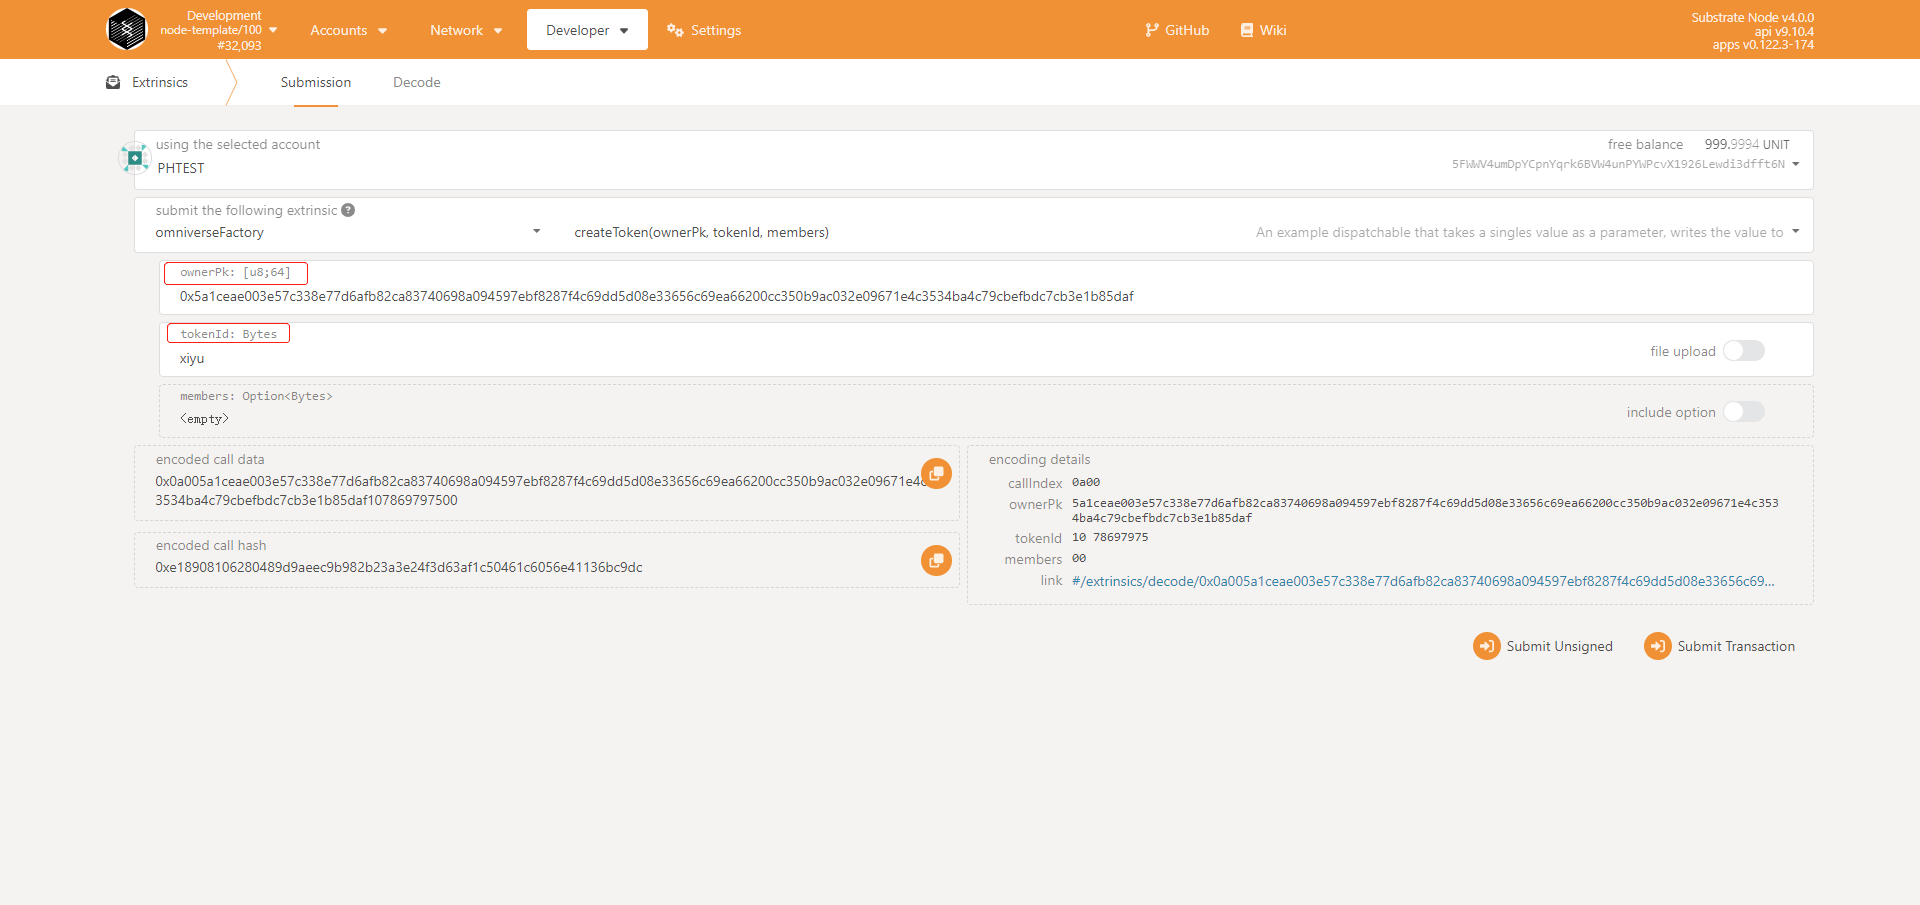 Development
node-template/100
#32,093
Accounts
Network
Developer
Settings
GitHub
Wiki
Substrate Node v4.0.0
api v9.10.4
apps v0.122.3-174
Extrinsics
Submission
Decode
using the selected account
PHTEST
free balance 999.9994 UNIT
5FWWV4umDpYCpnYqrk6BVW4unPYWPcvX1926Lewdi3dfft6N
submit the following extrinsic
omniverseFactory
createToken(ownerPk, tokenId, members)
An example dispatchable that takes a singles value as a parameter, writes the value to
ownerPk: [u8;64]
0x5a1ceae003e57c338e77d6afb82ca83740698a094597ebf8287f4c69dd5d08e33656c69ea66200cc350b9ac032e09671e4c3534ba4c79cbefbdc7cb3e1b85daf
tokenId: Bytes
xiyu
file upload
members: Option<Bytes>
<empty>
include option
encoded call data
0x0a005a1ceae003e57c338e77d6afb82ca83740698a094597ebf8287f4c69dd5d08e33656c69ea66200cc350b9ac032e09671e4c
3534ba4c79cbefbdc7cb3e1b85daf107869797500
encoded call hash
0xe18908106280489d9aeec9b982b23a3e24f3d63af1c50461c6056e41136bc9dc
encoding details
callIndex 0a00
ownerPk 5a1ceae003e57c338e77d6afb82ca83740698a094597ebf8287f4c69dd5d08e33656c69ea66200cc350b9ac032e09671e4c353
4ba4c79cbefbdc7cb3e1b85daf
tokenId 10 78697975
members 00
link #/extrinsics/decode/0x0a005a1ceae003e57c338e77d6afb82ca83740698a094597ebf8287f4c69dd5d08e33656c69...
Submit Unsigned
Submit Transaction